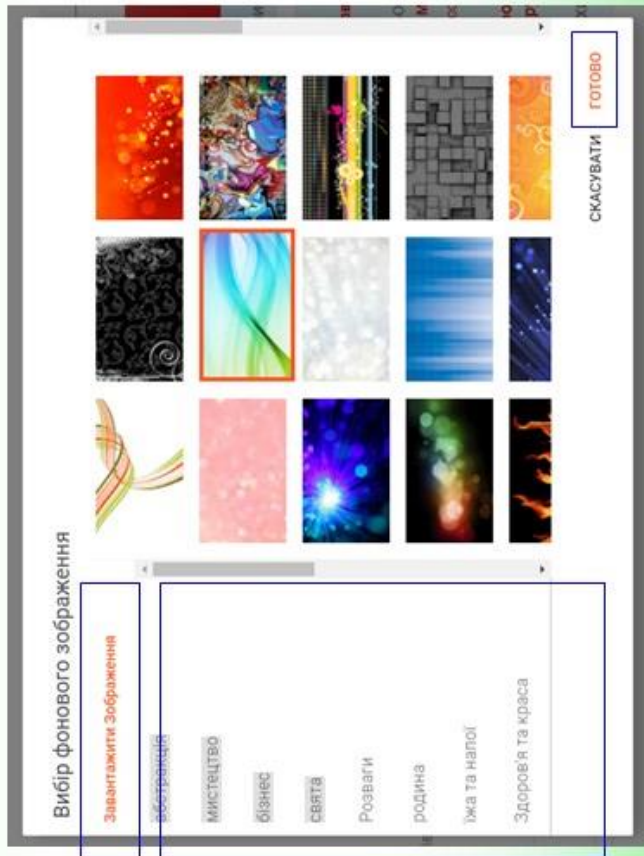 Вибір фонового зображення
Завантажити Зображення
абстракція
мистецтво
бізнес
свята
Розваги
родина
їжа та напої
Здоров'я та краса
СКАСУВАТИ ГОТОВО